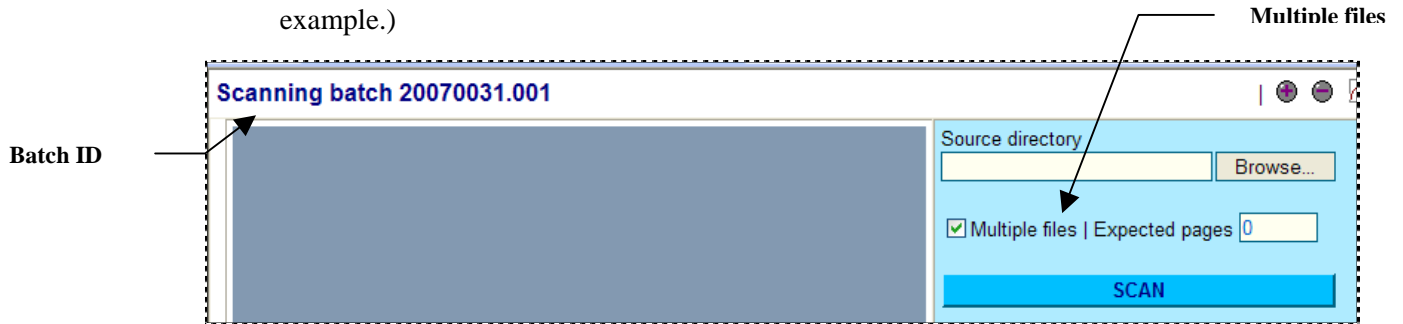 example.)
Multiple files
Scanning batch 20070031.001
Batch ID
Source directory
Browse...
Multiple files | Expected pages 0
SCAN